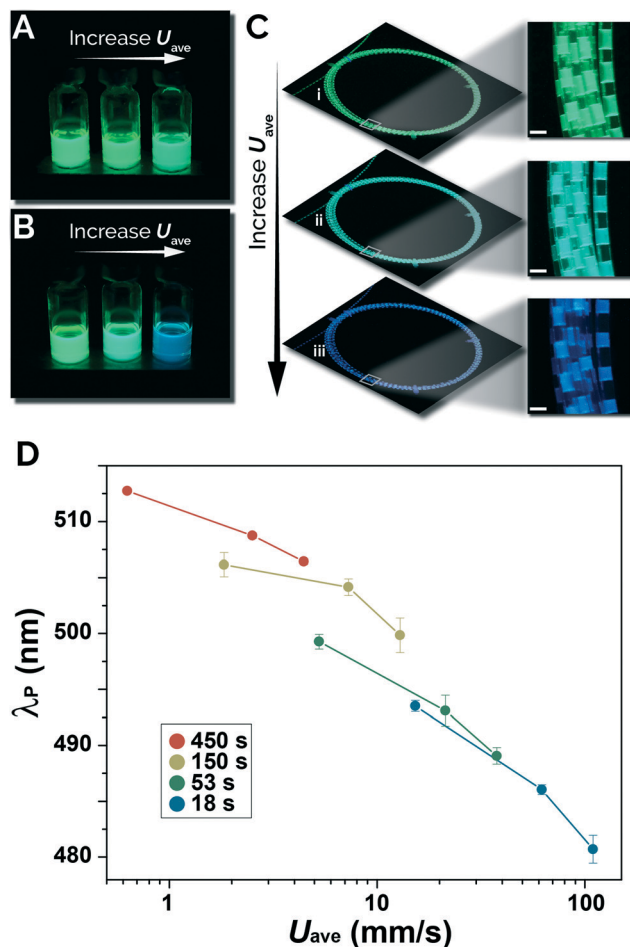 A
Increase Uave
B
Increase Uave
C
Increase Uave
i
ii
iii
D
510
500
490
480
λP (nm)
450 s
150 s
53 s
18 s
1
10
100
Uave (mm/s)